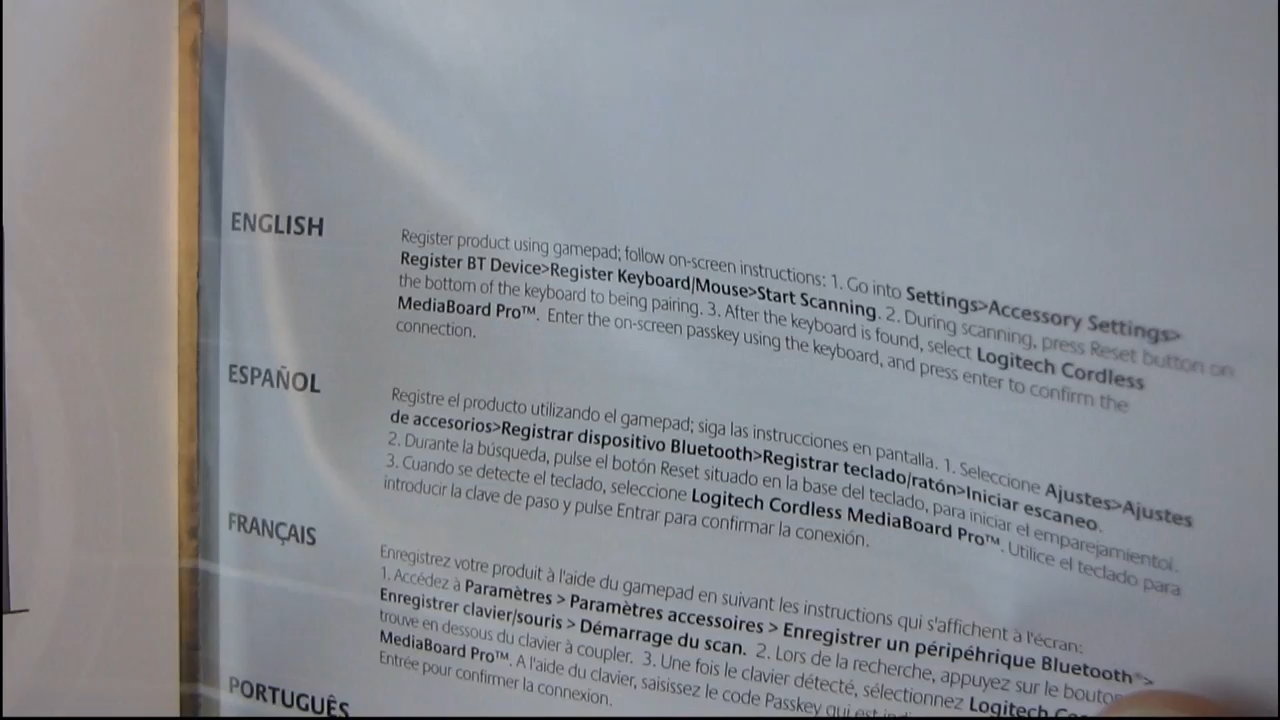 ENGLISH
Register product using gamepad; follow on-screen instructions: 1. Go into Settings>Accessory Settings>
Register BT Device>Register Keyboard/Mouse>Start Scanning. 2. During scanning, press Reset button on
the bottom of the keyboard to being pairing. 3. After the keyboard is found, select Logitech Cordless
MediaBoard Pro™. Enter the on-screen passkey using the keyboard, and press enter to confirm the
connection.
ESPAÑOL
Registre el producto utilizando el gamepad; siga las instrucciones en pantalla. 1. Seleccione Ajustes>Ajustes
de accesorios>Registrar dispositivo Bluetooth>Registrar teclado/ratón>Iniciar escaneo.
2. Durante la búsqueda, pulse el botón Reset situado en la base del teclado, para iniciar el emparejamientoi.
3. Cuando se detecte el teclado, seleccione Logitech Cordless MediaBoard Pro™. Utilice el teclado para
introducir la clave de paso y pulse Entrar para confirmar la conexión.
FRANÇAIS
Enregistrez votre produit à l'aide du gamepad en suivant les instructions qui s'affichent à l'écran:
1. Accédez à Paramètres > Paramètres accessoires > Enregistrer un péripéhrique Bluetooth®>
Enregistrer clavier/souris > Démarrage du scan. 2. Lors de la recherche, appuyez sur le bouton
trouve en dessous du clavier à coupler. 3. Une fois le clavier détecté, sélectionnez Logitech
MediaBoard Pro™. A l'aide du clavier, saisissez le code Passkey qui est
Entrée pour confirmer la connexion.
PORTUGUÊS